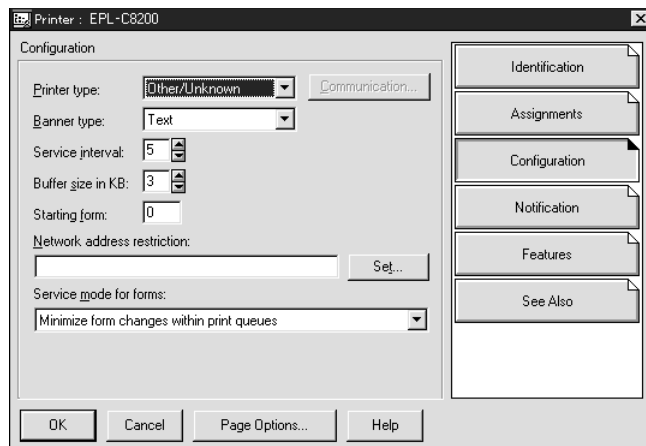 Printer : EPL-C8200
Configuration
Printer type: Other/Unknown Communication...
Banner type: Text
Service interval: 5
Buffer size in KB: 3
Starting form: 0
Network address restriction:
Set...
Service mode for forms:
Minimize form changes within print queues
OK Cancel Page Options... Help
Identification
Assignments
Configuration
Notification
Features
See Also